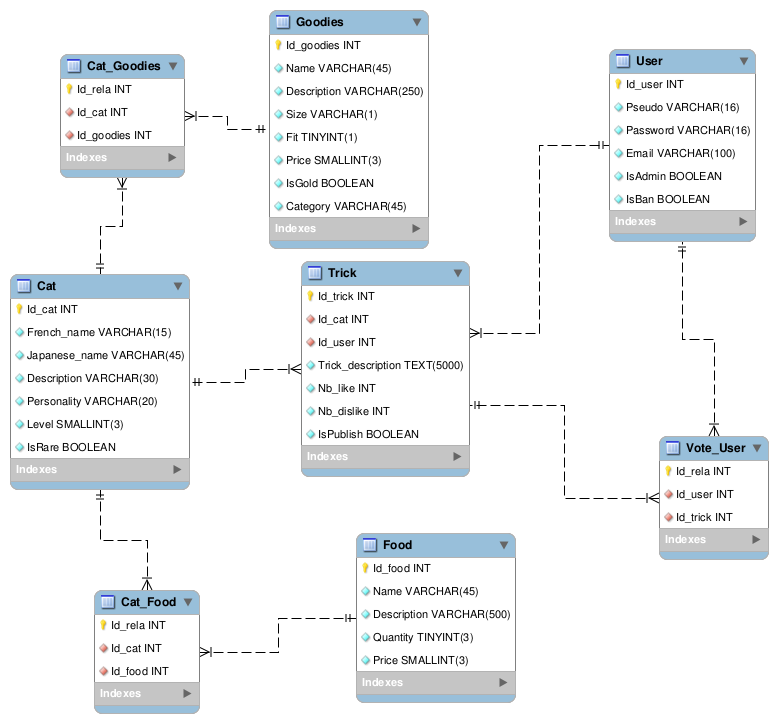 Cat_Goodies
Id_rela INT
Id_cat INT
Id_goodies INT
Indexes
Goodies
Id_goodies INT
Name VARCHAR(45)
Description VARCHAR(250)
Size VARCHAR(1)
Fit TINYINT(1)
Price SMALLINT(3)
IsGold BOOLEAN
Category VARCHAR(45)
Indexes
User
Id_user INT
Pseudo VARCHAR(16)
Password VARCHAR(16)
Email VARCHAR(100)
IsAdmin BOOLEAN
IsBan BOOLEAN
Indexes
Cat
Id_cat INT
French_name VARCHAR(15)
Japanese_name VARCHAR(45)
Description VARCHAR(30)
Personality VARCHAR(20)
Level SMALLINT(3)
IsRare BOOLEAN
Indexes
Trick
Id_trick INT
Id_cat INT
Id_user INT
Trick_description TEXT(5000)
Nb_like INT
Nb_dislike INT
IsPublish BOOLEAN
Indexes
Vote_User
Id_rela INT
Id_user INT
Id_trick INT
Indexes
Cat_Food
Id_rela INT
Id_cat INT
Id_food INT
Indexes
Food
Id_food INT
Name VARCHAR(45)
Description VARCHAR(500)
Quantity TINYINT(3)
Price SMALLINT(3)
Indexes